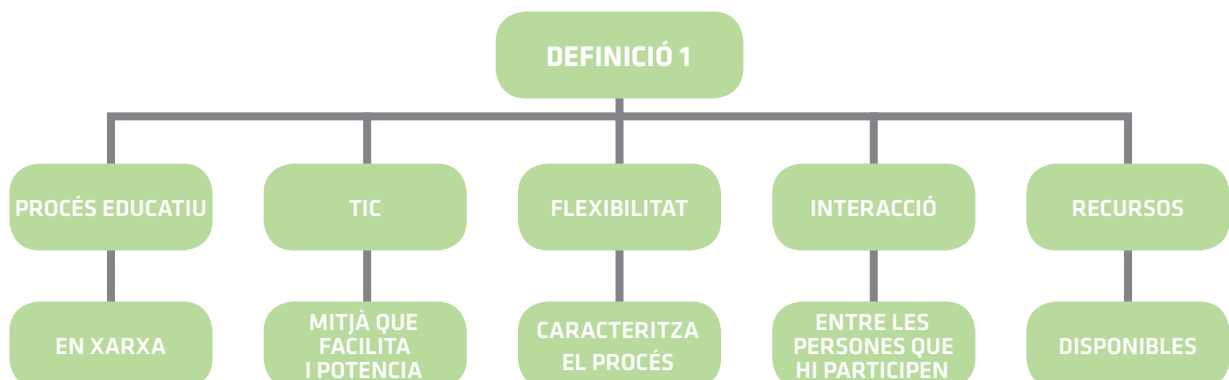 DEFINICIÓ 1
PROCÉS EDUCATIU
TIC
FLEXIBILITAT
INTERACCIÓ
RECURSOS
EN XARXA
MITJÀ QUE
FACILITA
I POTENCIA
CARACTERITZA
EL PROCÉS
ENTRE LES
PERSONES QUE
HI PARTICIPEN
DISPONIBLES